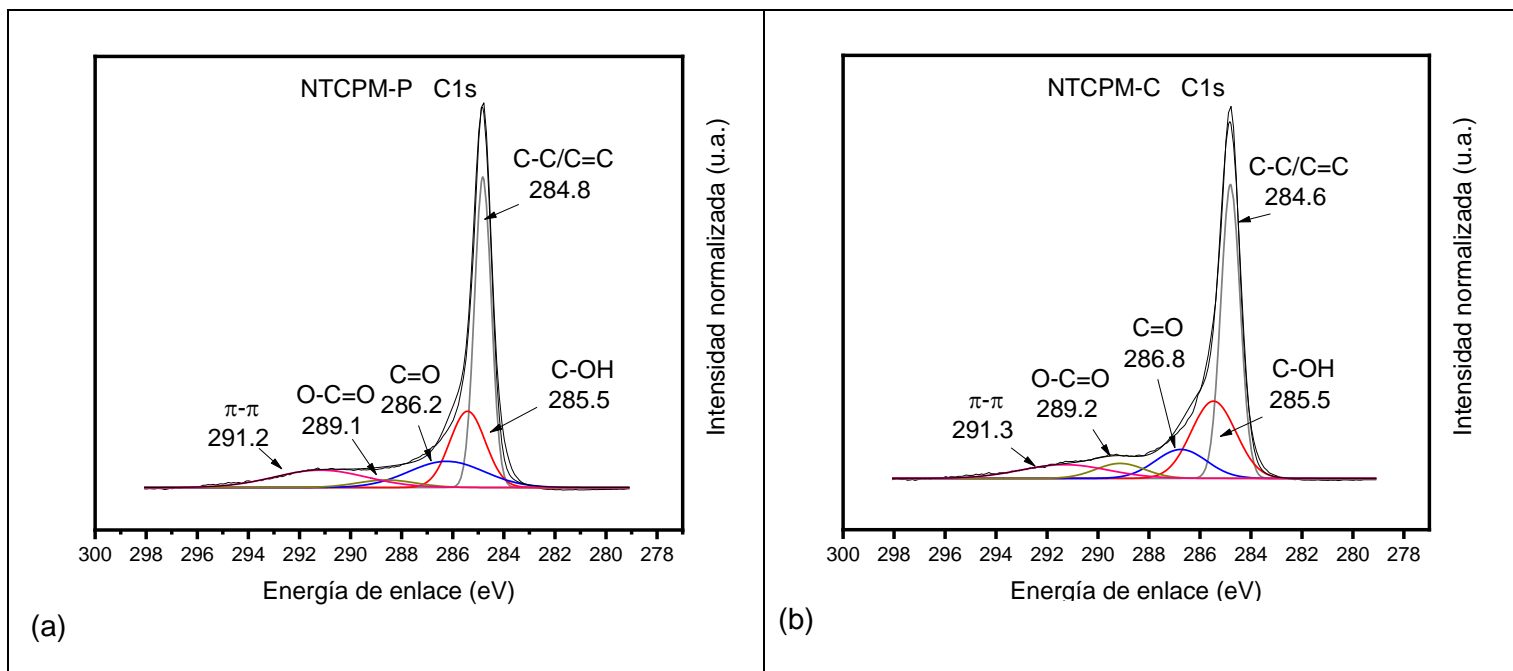 NTCPM-P C1s
C-C/C=C
284.8
C-OH
285.5
C=O
286.2
O-C=O
289.1
π-π
291.2
300 298 296 294 292 290 288 286 284 282 280 278
Energía de enlace (eV)
Intensidad normalizada (u.a.)
(a)
NTCPM-C C1s
C-C/C=C
284.6
C=O
286.8
C-OH
285.5
O-C=O
289.2
π-π
291.3
300 298 296 294 292 290 288 286 284 282 280 278
Energía de enlace (eV)
Intensidad normalizada (u.a.)
(b)